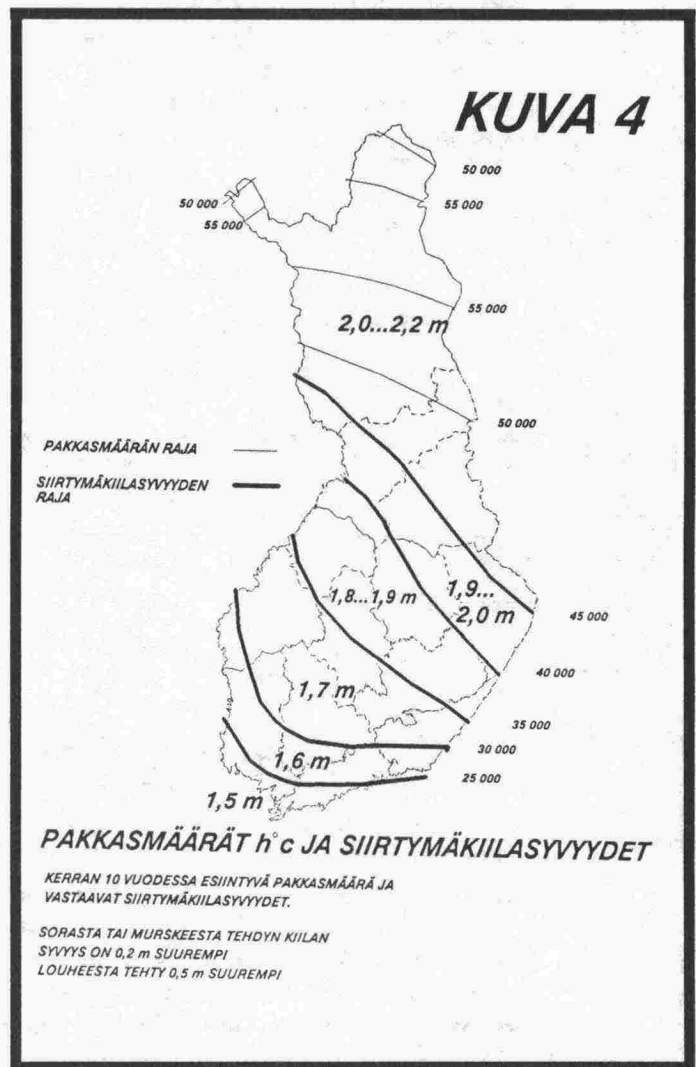 KUVA 4
50 000
55 000
50 000
55 000
55 000
2,0...2,2 m
50 000
PAKKASMÄÄRÄN RAJA
SIIRTYMÄKIILASYVYYDEN
RAJA
1,8...1,9 m
1,9...
2,0 m
45 000
40 000
1,7 m
35 000
30 000
1,6 m
25 000
1,5 m
PAKKASMÄÄRÄT h°c JA SIIRTYMÄKIILASYVYYDET
KERRAN 10 VUODESSA ESIINTYVÄ PAKKASMÄÄRÄ JA
VASTAAVAT SIIRTYMÄKIILASYVYYDET.
SORASTA TAI MURSKEESTA TEHDYN KIILAN
SYVYYS ON 0,2 m SUUREMPI
LOUHEESTA TEHTY 0,5 m SUUREMPI